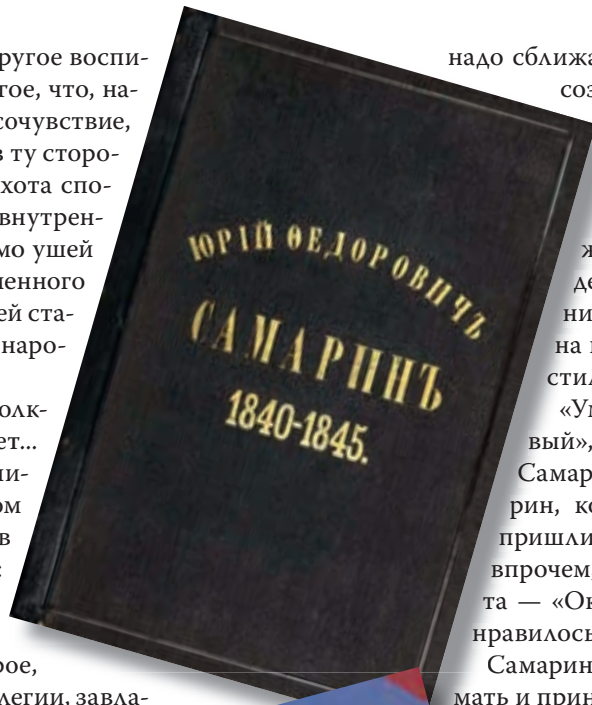 ругое воспи-
гое, что, на-
сочувствие,
в ту сторо-
хота спо-
внутрен-
мо ушей
ей ста-
наро-
олк-
ет...
ом
в
рое,
легии, завла-
ЮРІЙ ѲЕДОРОВИЧЪ
САМАРИНЪ
1840-1845.
надо сближа
соз
ж
де
ни
на
стил
«Ум
вый»,
Самар
рин, ко
пришли
впрочем,
та — «Ок
нравилось
Самарин
мать и прин